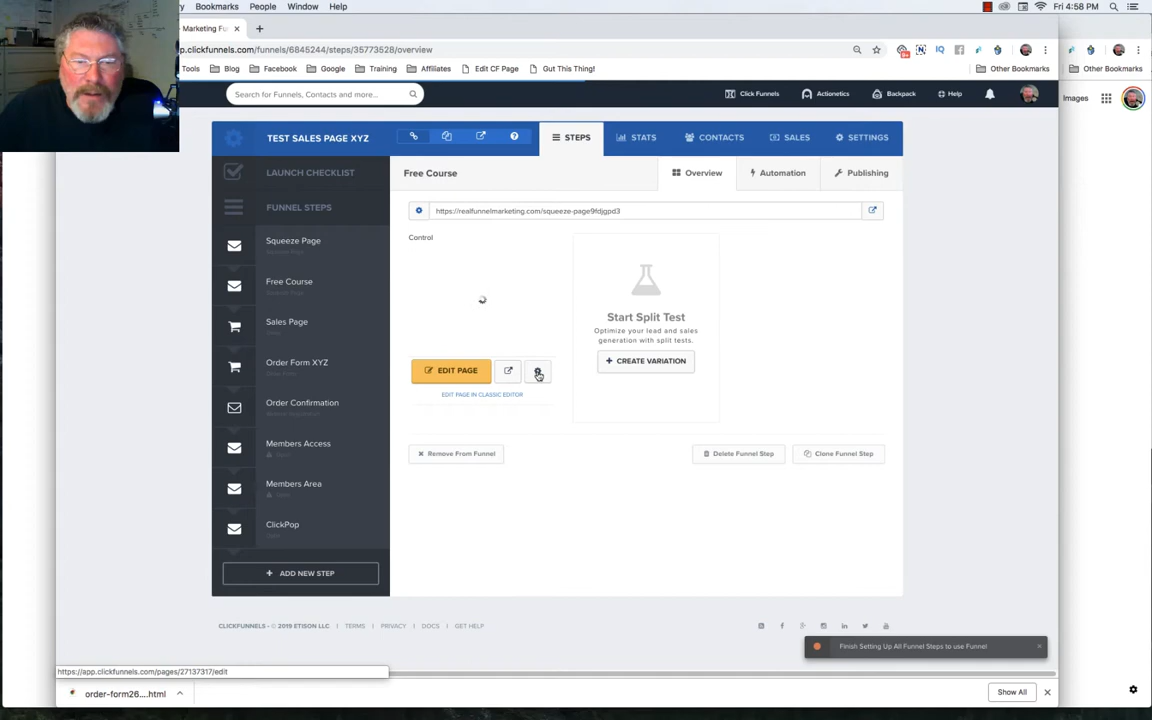 Browser Bookmarks People Window Help
Fri 4:58 PM
Marketing Fu
p.clickfunnels.com/funnels/6845244/steps/35773528/overview
Tools Blog Facebook Google Training Affiliates Edit CF Page Gut This! Other Bookmarks Other Bookmarks
Search for Funnels, Contacts and more...
Click Funnels Actionetics Backpack Help
Images
TEST SALES PAGE XYZ
STEPS STATS CONTACTS SALES SETTINGS
LAUNCH CHECKLIST
Free Course
Overview Automation Publishing
FUNNEL STEPS
https://realfunnelmarketing.com/squeeze-page9fdjgpd3
Control
Squeeze Page
Free Course
Sales Page
Order Form XYZ
Order Confirmation
Members Access
Members Area
ClickPop
ADD NEW STEP
Start Split Test
Optimize your lead and sales
generation with split tests.
CREATE VARIATION
EDIT PAGE
EDIT PAGE IN CLASSIC EDITOR
Remove From Funnel Delete Funnel Step Clone Funnel Step
CLICKFUNNELS - © 2019 ETISON LLC | TERMS | PRIVACY | DOCS | GET HELP
Finish Setting Up All Funnel Steps to use Funnel
https://app.clickfunnels.com/pages/27137317/edit
order-form26....html
Show All